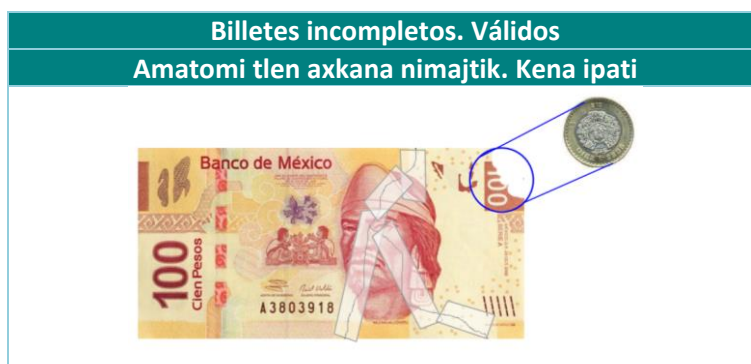 Billetes incompletos. Válidos
Amatomi tlen axkana nimajtik. Kena ipati
Banco de México
100
100
Cien Pesos
A3803918